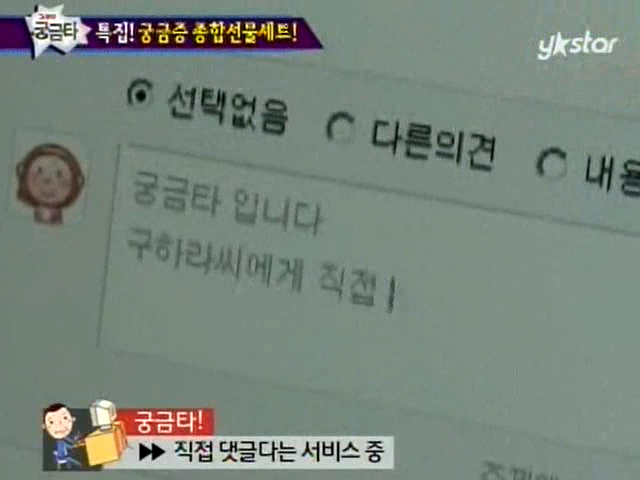 궁금타
특집! 궁금증 종합선물세트!
ykstar
선택없음 다른의견 내용
궁금타 입니다
구하라씨에게 직접
궁금타!
직접 댓글다는 서비스 중